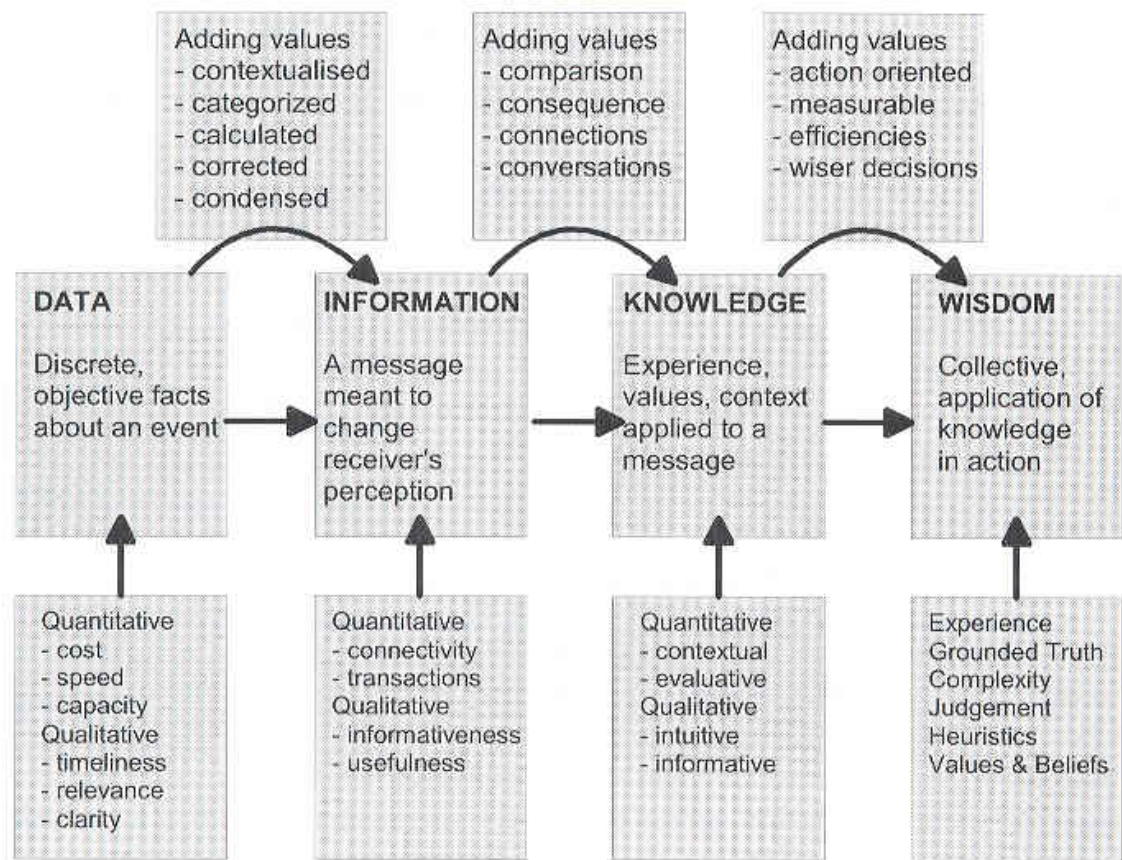 Adding values
- contextualised
- categorized
- calculated
- corrected
- condensed
Adding values
- comparison
- consequence
- connections
- conversations
Adding values
- action oriented
- measurable
- efficiencies
- wiser decisions
DATA
Discrete,
objective facts
about an event
INFORMATION
A message
meant to
change
receiver's
perception
KNOWLEDGE
Experience,
values, context
applied to a
message
WISDOM
Collective,
application of
knowledge
in action
Quantitative
- cost
- speed
- capacity
Qualitative
- timeliness
- relevance
- clarity
Quantitative
- connectivity
- transactions
Qualitative
- informativeness
- usefulness
Quantitative
- contextual
- evaluative
Qualitative
- intuitive
- informative
Experience
Grounded Truth
Complexity
Judgement
Heuristics
Values & Beliefs